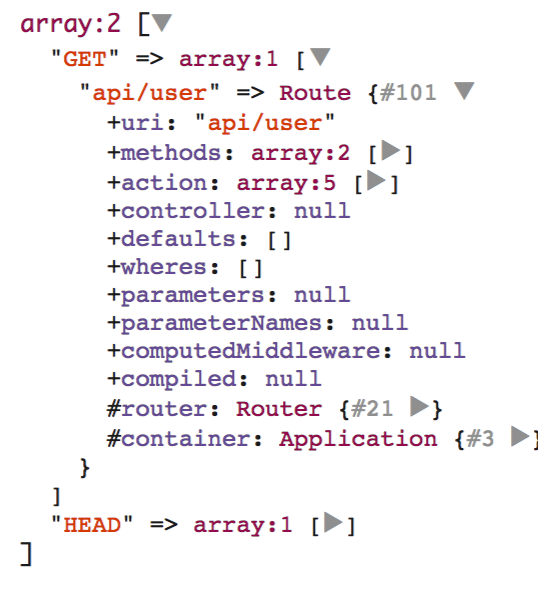 array:2 [▼
  "GET" => array:1 [▼
    "api/user" => Route {#101 ▼
      +uri: "api/user"
      +methods: array:2 [▶]
      +action: array:5 [▶]
      +controller: null
      +defaults: []
      +wheres: []
      +parameters: null
      +parameterNames: null
      +computedMiddleware: null
      +compiled: null
      #router: Router {#21 ▶}
      #container: Application {#3 ▶}
    }
  ]
  "HEAD" => array:1 [▶]
]